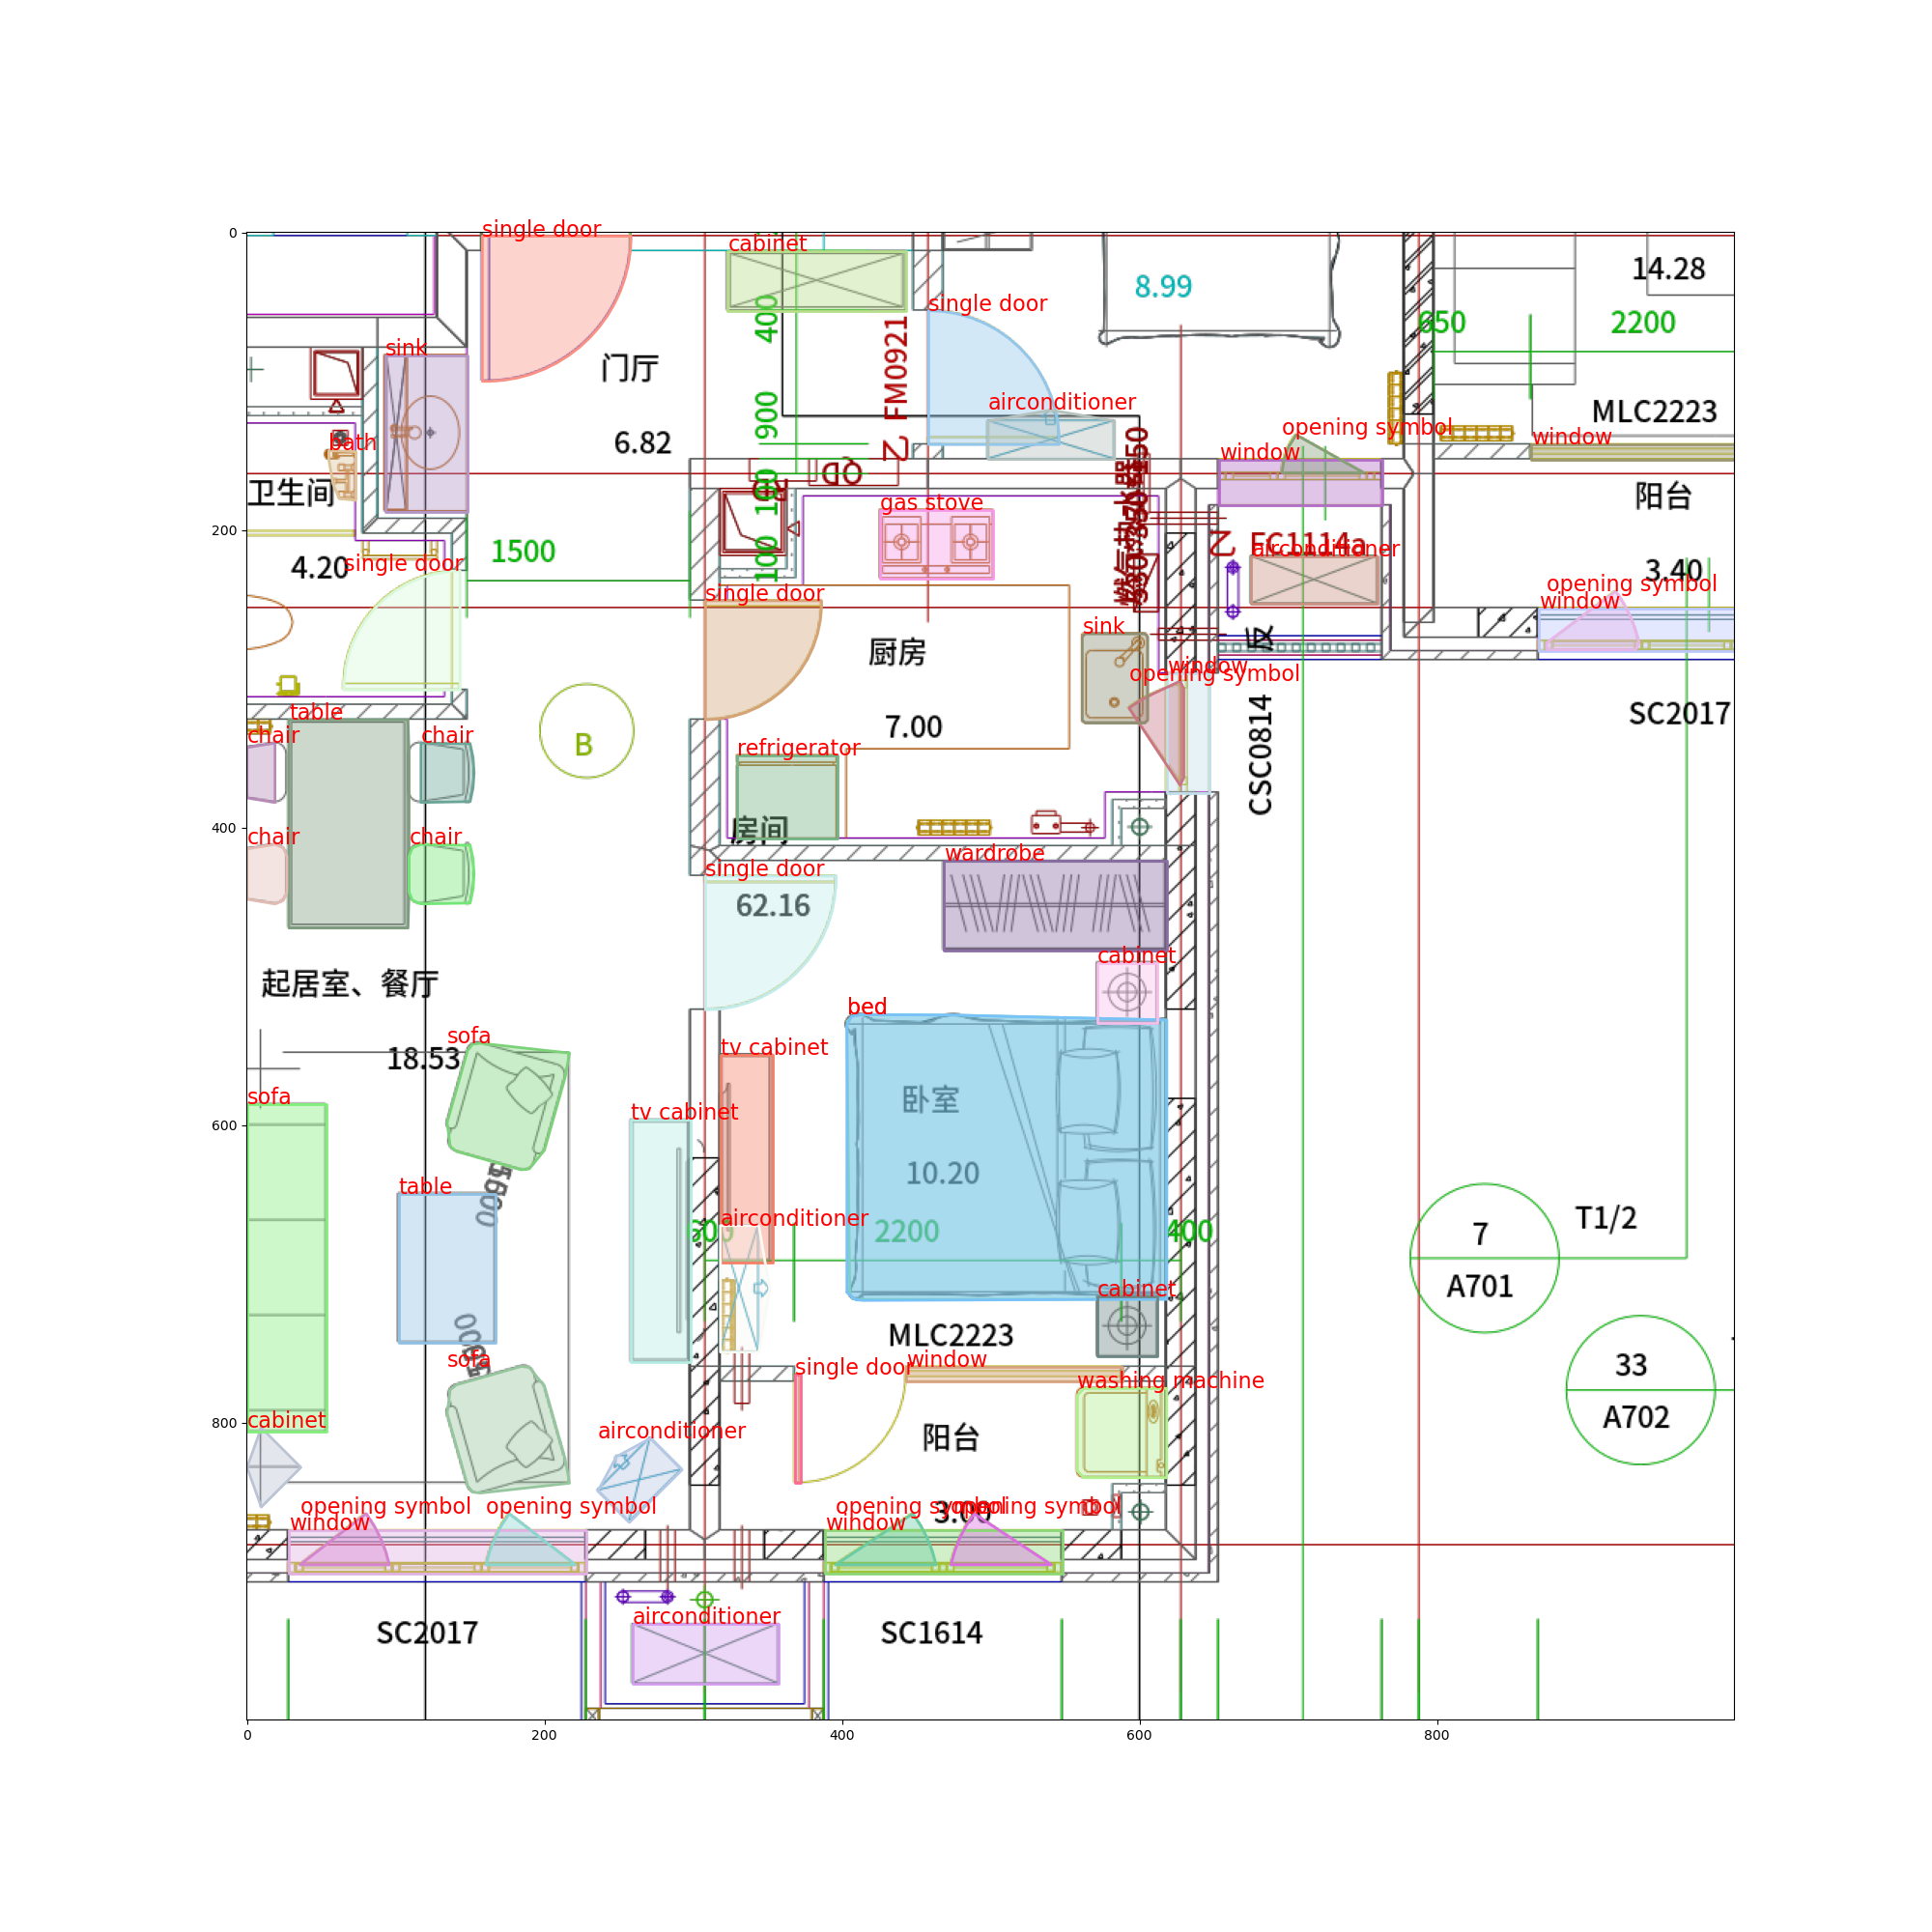 0
200
400
600
800
0
200
400
600
800
single door
cabinet
8.99
14.28
single door
650
2200
400
门厅
sink
FM0921
airconditioner
MLC2223
900
6.82
bath
opening symbol
window
window
卫生间
QD
100
gas stove
阳台
1500
FC1114a
airconditioner
4.20
single door
100
3.40
opening symbol
single door
window
sink
厨房
window
opening symbol
table
7.00
CSC0814
SC2017
chair
chair
B
refrigerator
chair
chair
房间
wardrobe
single door
62.16
cabinet
起居室、餐厅
bed
sofa
18.53
tv cabinet
sofa
卧室
tv cabinet
10.20
table
airconditioner
2200
400
7
T1/2
A701
cabinet
MLC2223
sofa
single door
window
33
washing machine
cabinet
A702
airconditioner
阳台
opening symbol
opening symbol
opening symbol
opening symbol
3.00
window
window
airconditioner
SC2017
SC1614